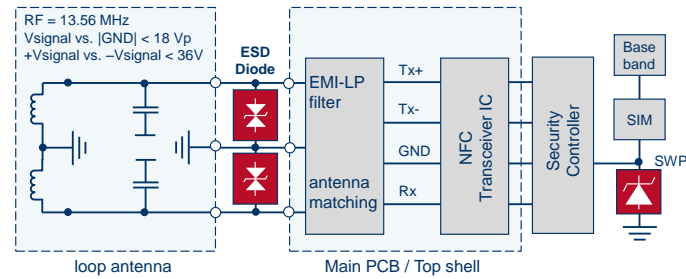 RF = 13.56 MHz
Vsignal vs. |GND| < 18 Vp
+Vsignal vs. –Vsignal < 36V
ESD
Diode
EMI-LP
filter
antenna
matching
Tx+
Tx-
GND
Rx
NFC
Transceiver IC
Security
Controller
Base
band
SIM
SWP
loop antenna
Main PCB / Top shell